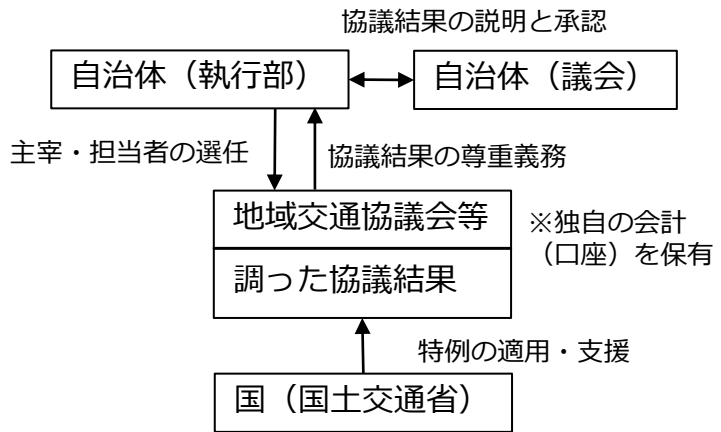 協議結果の説明と承認
自治体（執行部）
自治体（議会）
主宰・担当者の選任
協議結果の尊重義務
地域交通協議会等
※独自の会計
（口座）を保有
調った協議結果
特例の適用・支援
国（国土交通省）